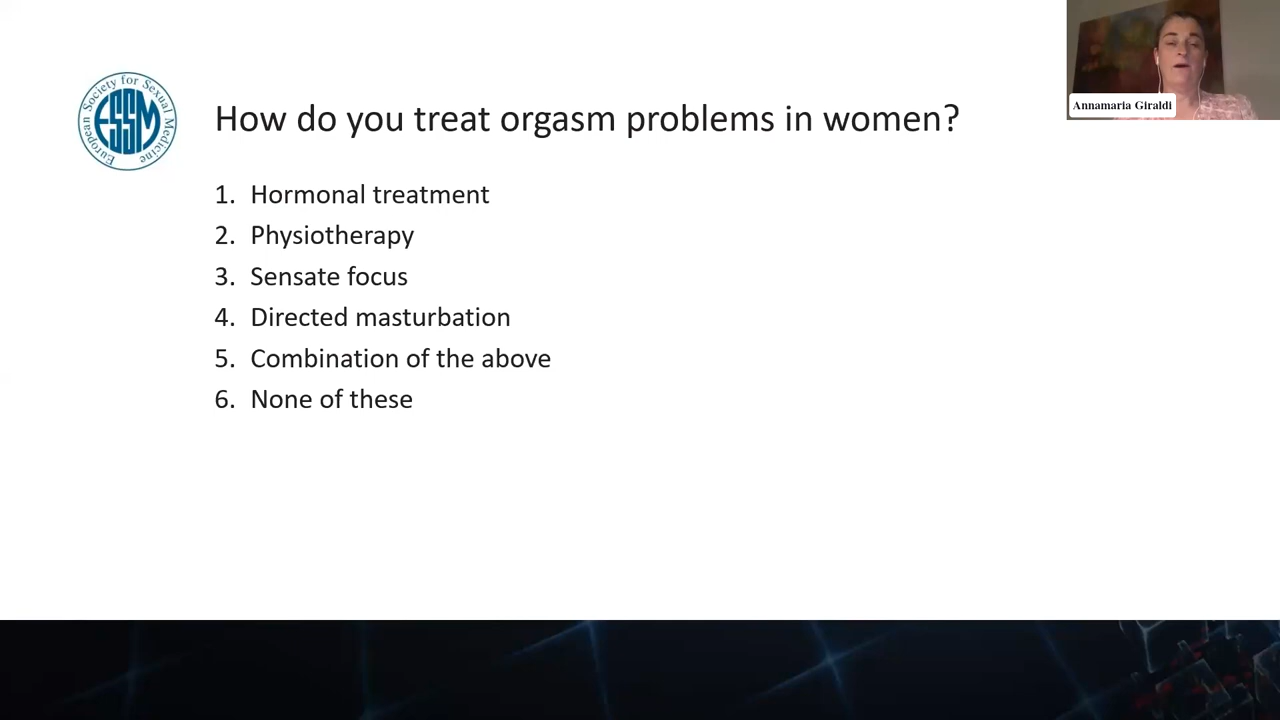 European Society for Sexual Medicine
ESSM
Annamaria Giraldi
How do you treat orgasm problems in women?
1. Hormonal treatment
2. Physiotherapy
3. Sensate focus
4. Directed masturbation
5. Combination of the above
6. None of these